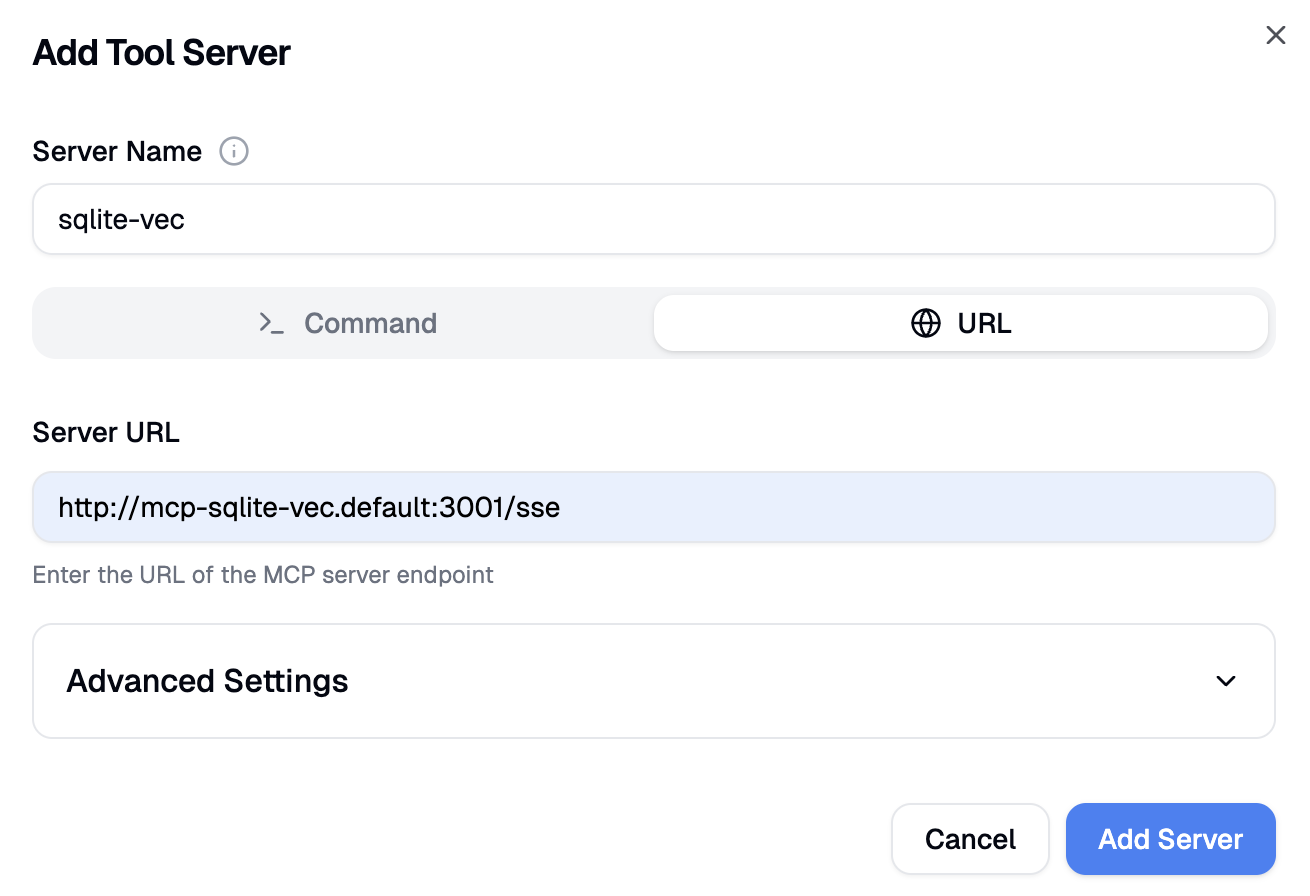 Add Tool Server
Server Name
sqlite-vec
Command
URL
Server URL
http://mcp-sqlite-vec.default:3001/sse
Enter the URL of the MCP server endpoint
Advanced Settings
Cancel
Add Server